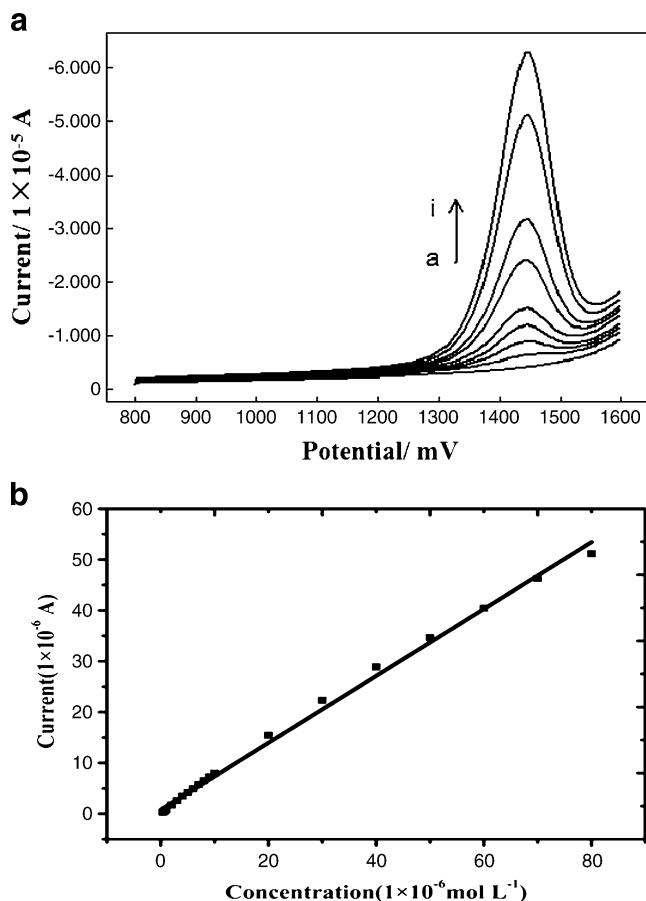 a
-6.000
-5.000
-4.000
-3.000
-2.000
-1.000
0
Current/ 1×10⁻⁵ A
i
a
800 900 1000 1100 1200 1300 1400 1500 1600
Potential/ mV
b
60
50
40
30
20
10
0
Current(1×10⁻⁶ A)
0 20 40 60 80
Concentration(1×10⁻⁶mol L⁻¹)